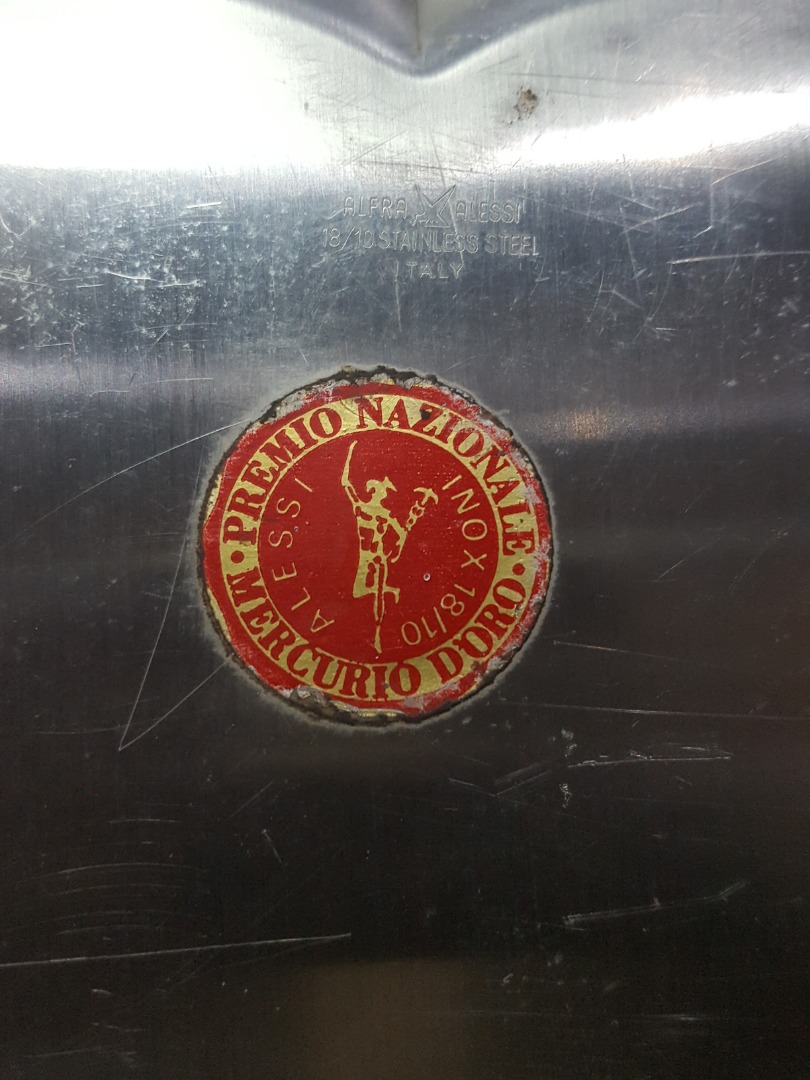 ALFRA ALESSI
18/10 STAINLESS STEEL
ITALY
PREMIO NAZIONALE
ALESSI INOX 18/10
• MERCURIO D'ORO •